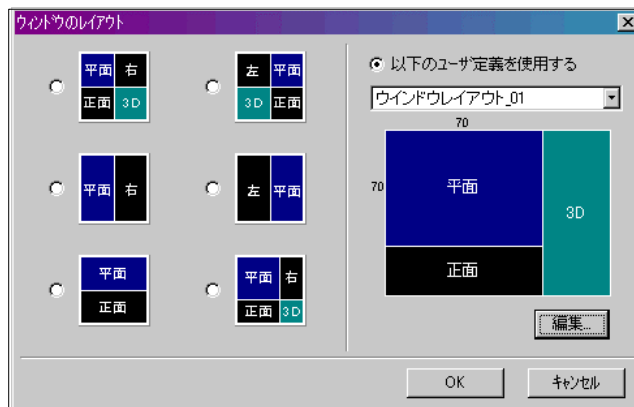 ウィンドウのレイアウト
平面 右
正面 3D
左 平面
3D 正面
平面 右
左 平面
平面
正面
平面 右
正面 3D
以下のユーザ定義を使用する
ウインドウレイアウト_01
70
70
平面
3D
正面
編集...
OK
キャンセル